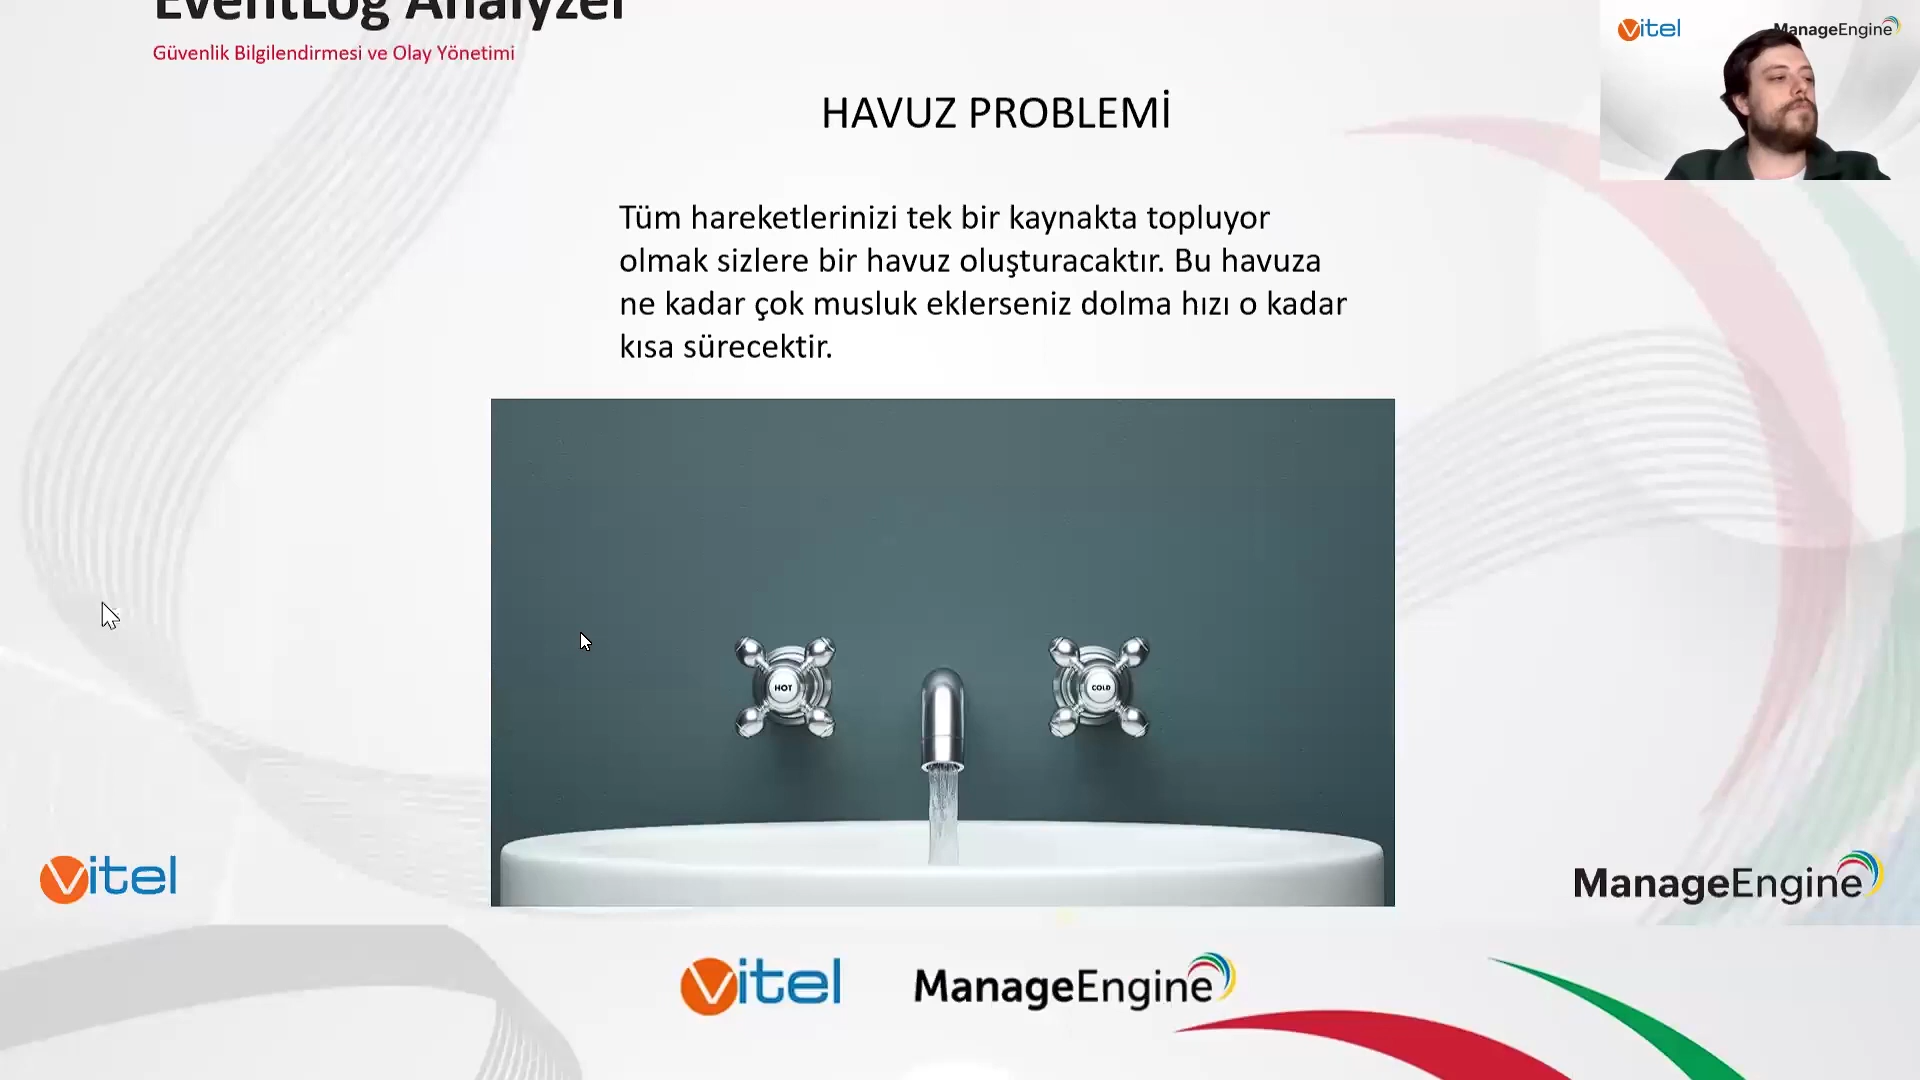 EventLog Analyzer
Güvenlik Bilgilendirmesi ve Olay Yönetimi
vitel
ManageEngine
HAVUZ PROBLEMİ
Tüm hareketlerinizi tek bir kaynakta topluyor
olmak sizlere bir havuz oluşturacaktır. Bu havuza
ne kadar çok musluk eklerseniz dolma hızı o kadar
kısa sürecektir.
HOT
COLD
vitel
ManageEngine
vitel
ManageEngine